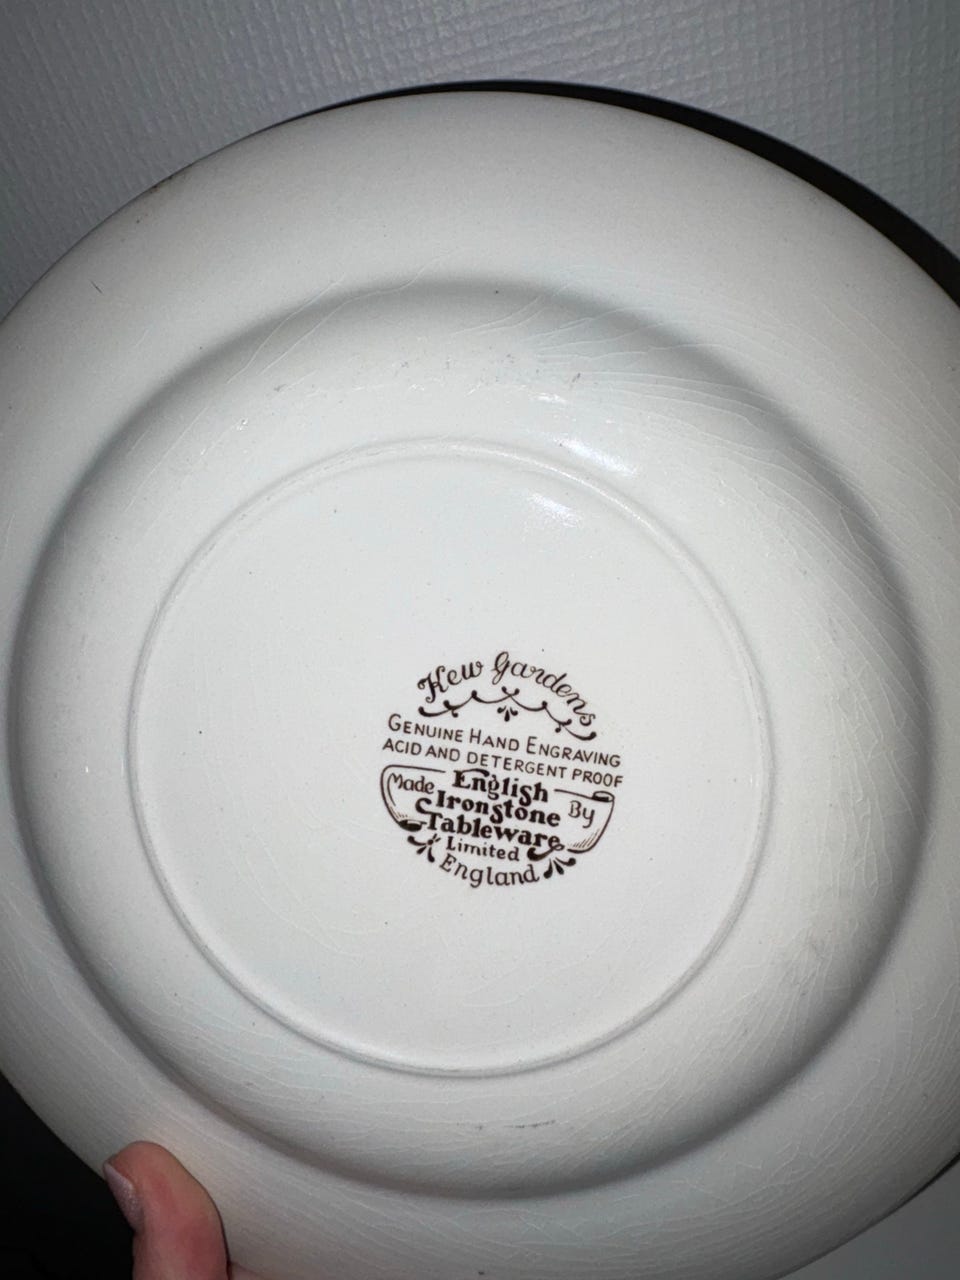 Kew Gardens
GENUINE HAND ENGRAVING
ACID AND DETERGENT PROOF
Made English By
Ironstone
Tableware
Limited
England